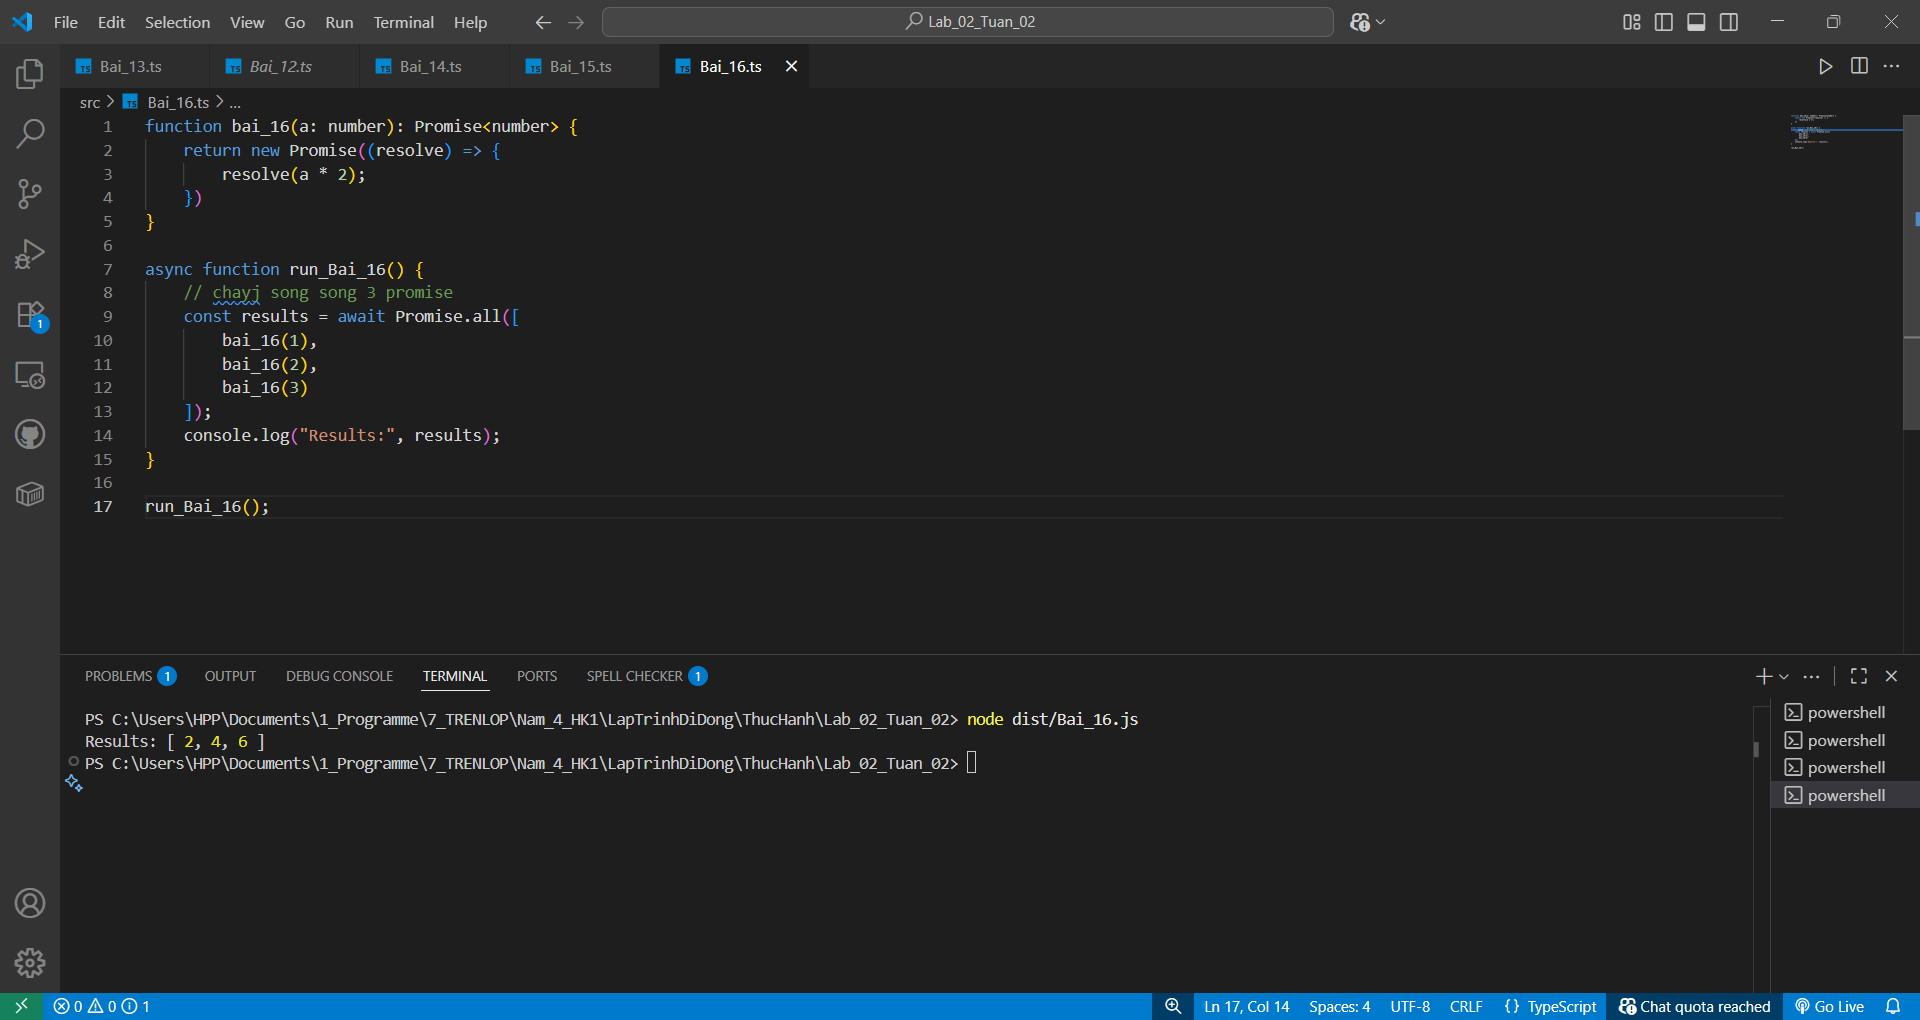 File Edit Selection View Go Run Terminal Help
Lab_02_Tuan_02
Bai_13.ts Bai_12.ts Bai_14.ts Bai_15.ts Bai_16.ts
src > Bai_16.ts > ...
1 function bai_16(a: number): Promise<number> {
2 return new Promise((resolve) => {
3 resolve(a * 2);
4 })
5 }
6
7 async function run_Bai_16() {
8 // chayj song song 3 promise
9 const results = await Promise.all([
10 bai_16(1),
11 bai_16(2),
12 bai_16(3)
13 ]);
14 console.log("Results:", results);
15 }
16
17 run_Bai_16();
1
PROBLEMS 1 OUTPUT DEBUG CONSOLE TERMINAL PORTS SPELL CHECKER 1
PS C:\Users\HPP\Documents\1_Programme\7_TRENLOP\Nam_4_HK1\LapTrinhDiDong\ThucHanh\Lab_02_Tuan_02> node dist/Bai_16.js
Results: [ 2, 4, 6 ]
PS C:\Users\HPP\Documents\1_Programme\7_TRENLOP\Nam_4_HK1\LapTrinhDiDong\ThucHanh\Lab_02_Tuan_02>
powershell
powershell
powershell
powershell
0 0 1 Ln 17, Col 14 Spaces: 4 UTF-8 CRLF {} TypeScript Chat quota reached Go Live